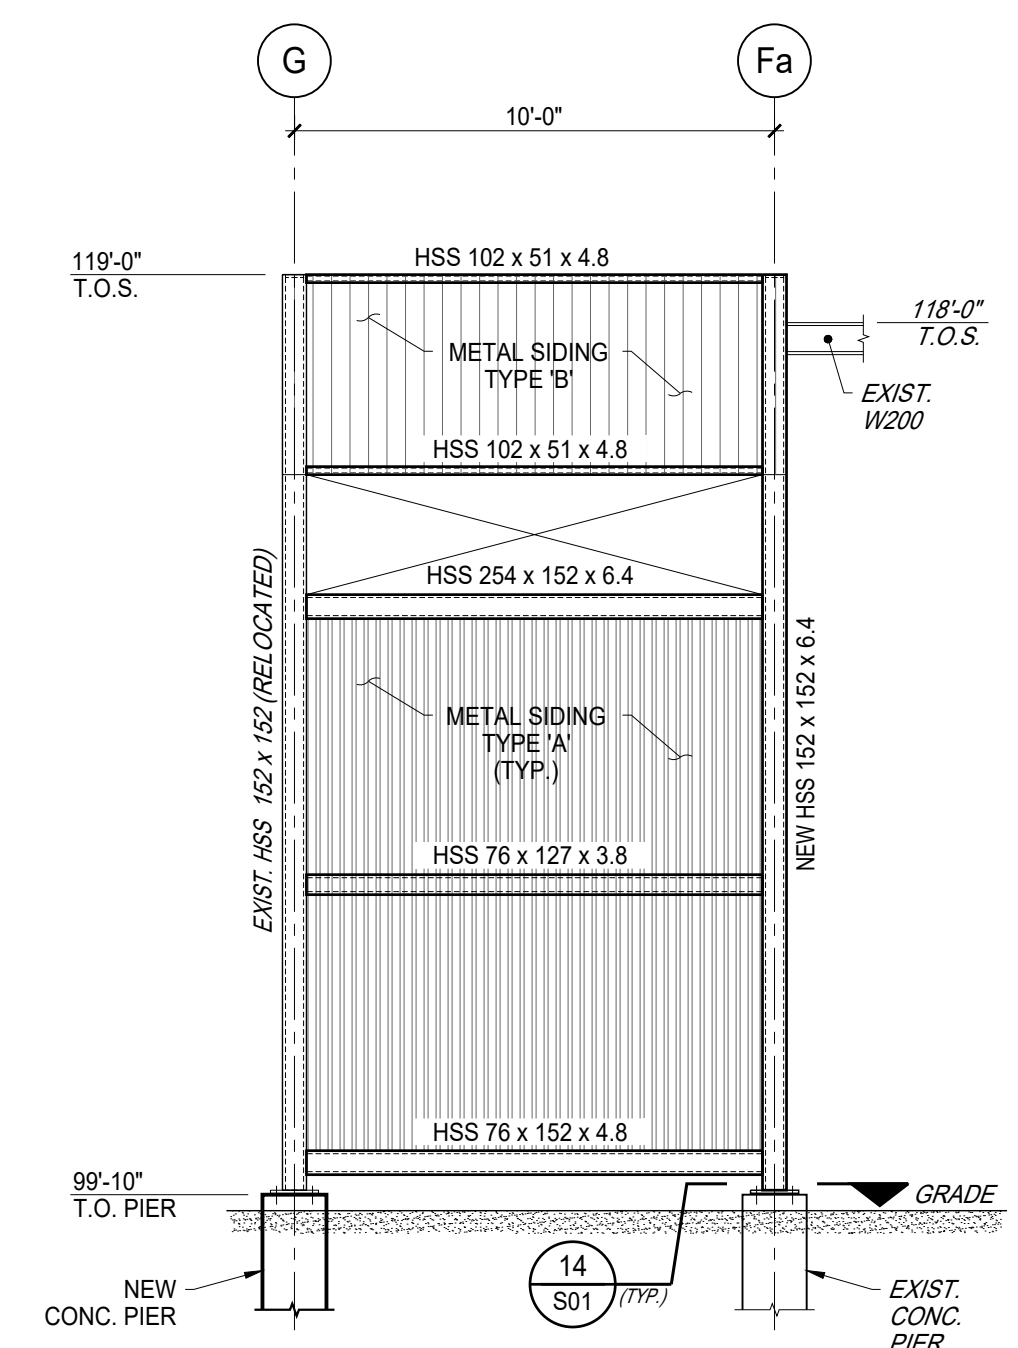 G
Fa
10'-0"
119'-0"
T.O.S.
HSS 102 x 51 x 4.8
118'-0"
T.O.S.
METAL SIDING
TYPE 'B'
EXIST.
W200
HSS 102 x 51 x 4.8
HSS 254 x 152 x 6.4
EXIST. HSS 152 x 152 (RELOCATED)
NEW HSS 152 x 152 x 6.4
METAL SIDING
TYPE 'A'
(TYP.)
HSS 76 x 127 x 3.8
HSS 76 x 152 x 4.8
99'-10"
T.O. PIER
GRADE
14
S01
(TYP.)
NEW
CONC. PIER
EXIST.
CONC.
PIER